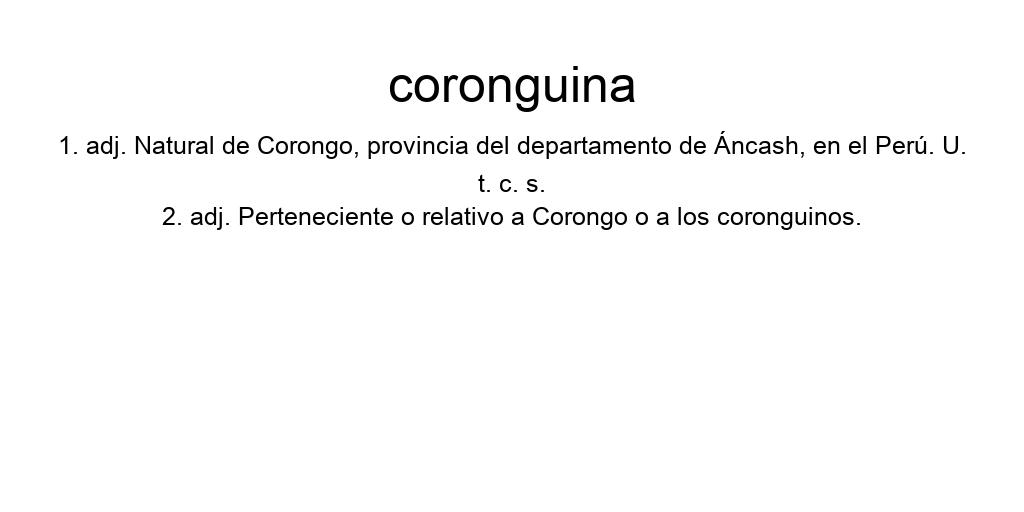 coronguina
1. adj. Natural de Corongo, provincia del departamento de Áncash, en el Perú. U.
t. c. s.
2. adj. Perteneciente o relativo a Corongo o a los coronguinos.